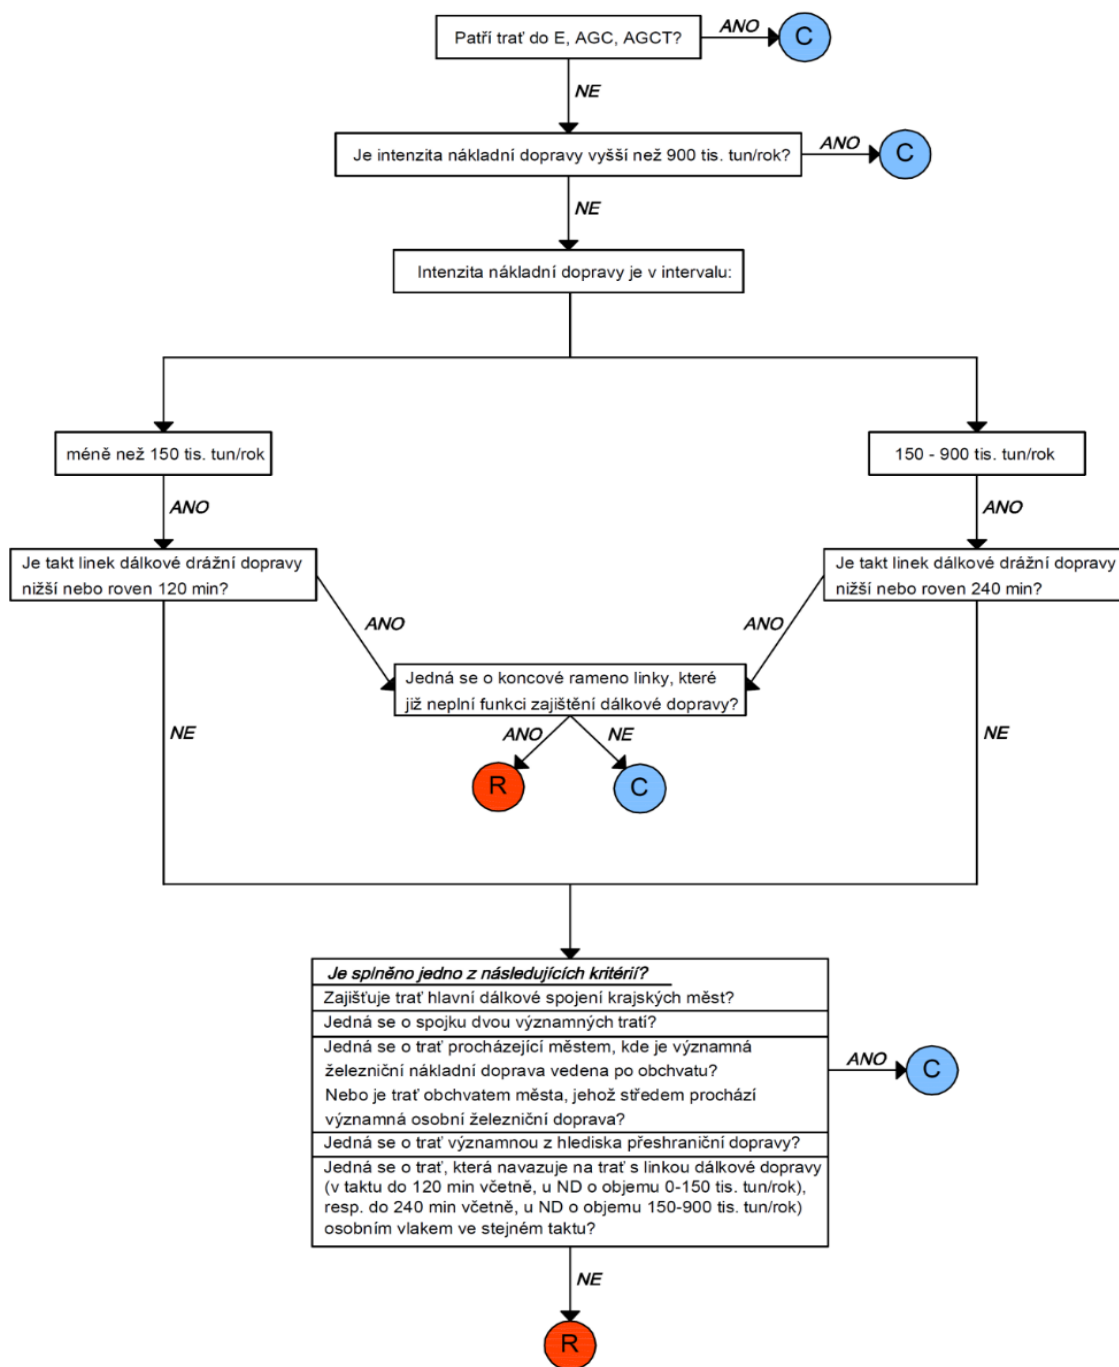 Patří trať do E, AGC, AGCT?
ANO
C
NE
Je intenzita nákladní dopravy vyšší než 900 tis. tun/rok?
ANO
C
NE
Intenzita nákladní dopravy je v intervalu:
méně než 150 tis. tun/rok
150 - 900 tis. tun/rok
ANO
ANO
Je takt linek dálkové drážní dopravy
nižší nebo roven 120 min?
Je takt linek dálkové drážní dopravy
nižší nebo roven 240 min?
ANO
ANO
Jedná se o koncové rameno linky, které
již neplní funkci zajištění dálkové dopravy?
NE
ANO
NE
NE
R
C
Je splněno jedno z následujících kritérií?
Zajišťuje trať hlavní dálkové spojení krajských měst?
Jedná se o spojku dvou významných tratí?
Jedná se o trať procházející městem, kde je významná
železniční nákladní doprava vedena po obchvatu?
Nebo je trať obchvatem města, jehož středem prochází
významná osobní železniční doprava?
Jedná se o trať významnou z hlediska přeshraniční dopravy?
Jedná se o trať, která navazuje na trať s linkou dálkové dopravy
(v taktu do 120 min včetně, u ND o objemu 0-150 tis. tun/rok),
resp. do 240 min včetně, u ND o objemu 150-900 tis. tun/rok)
osobním vlakem ve stejném taktu?
ANO
C
NE
R